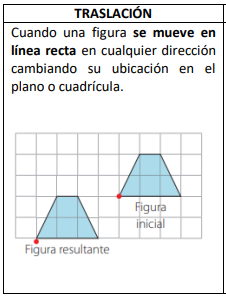 TRASLACIÓN
Cuando una figura se mueve en
línea recta en cualquier dirección
cambiando su ubicación en el
plano o cuadrícula.
Figura
inicial
Figura resultante